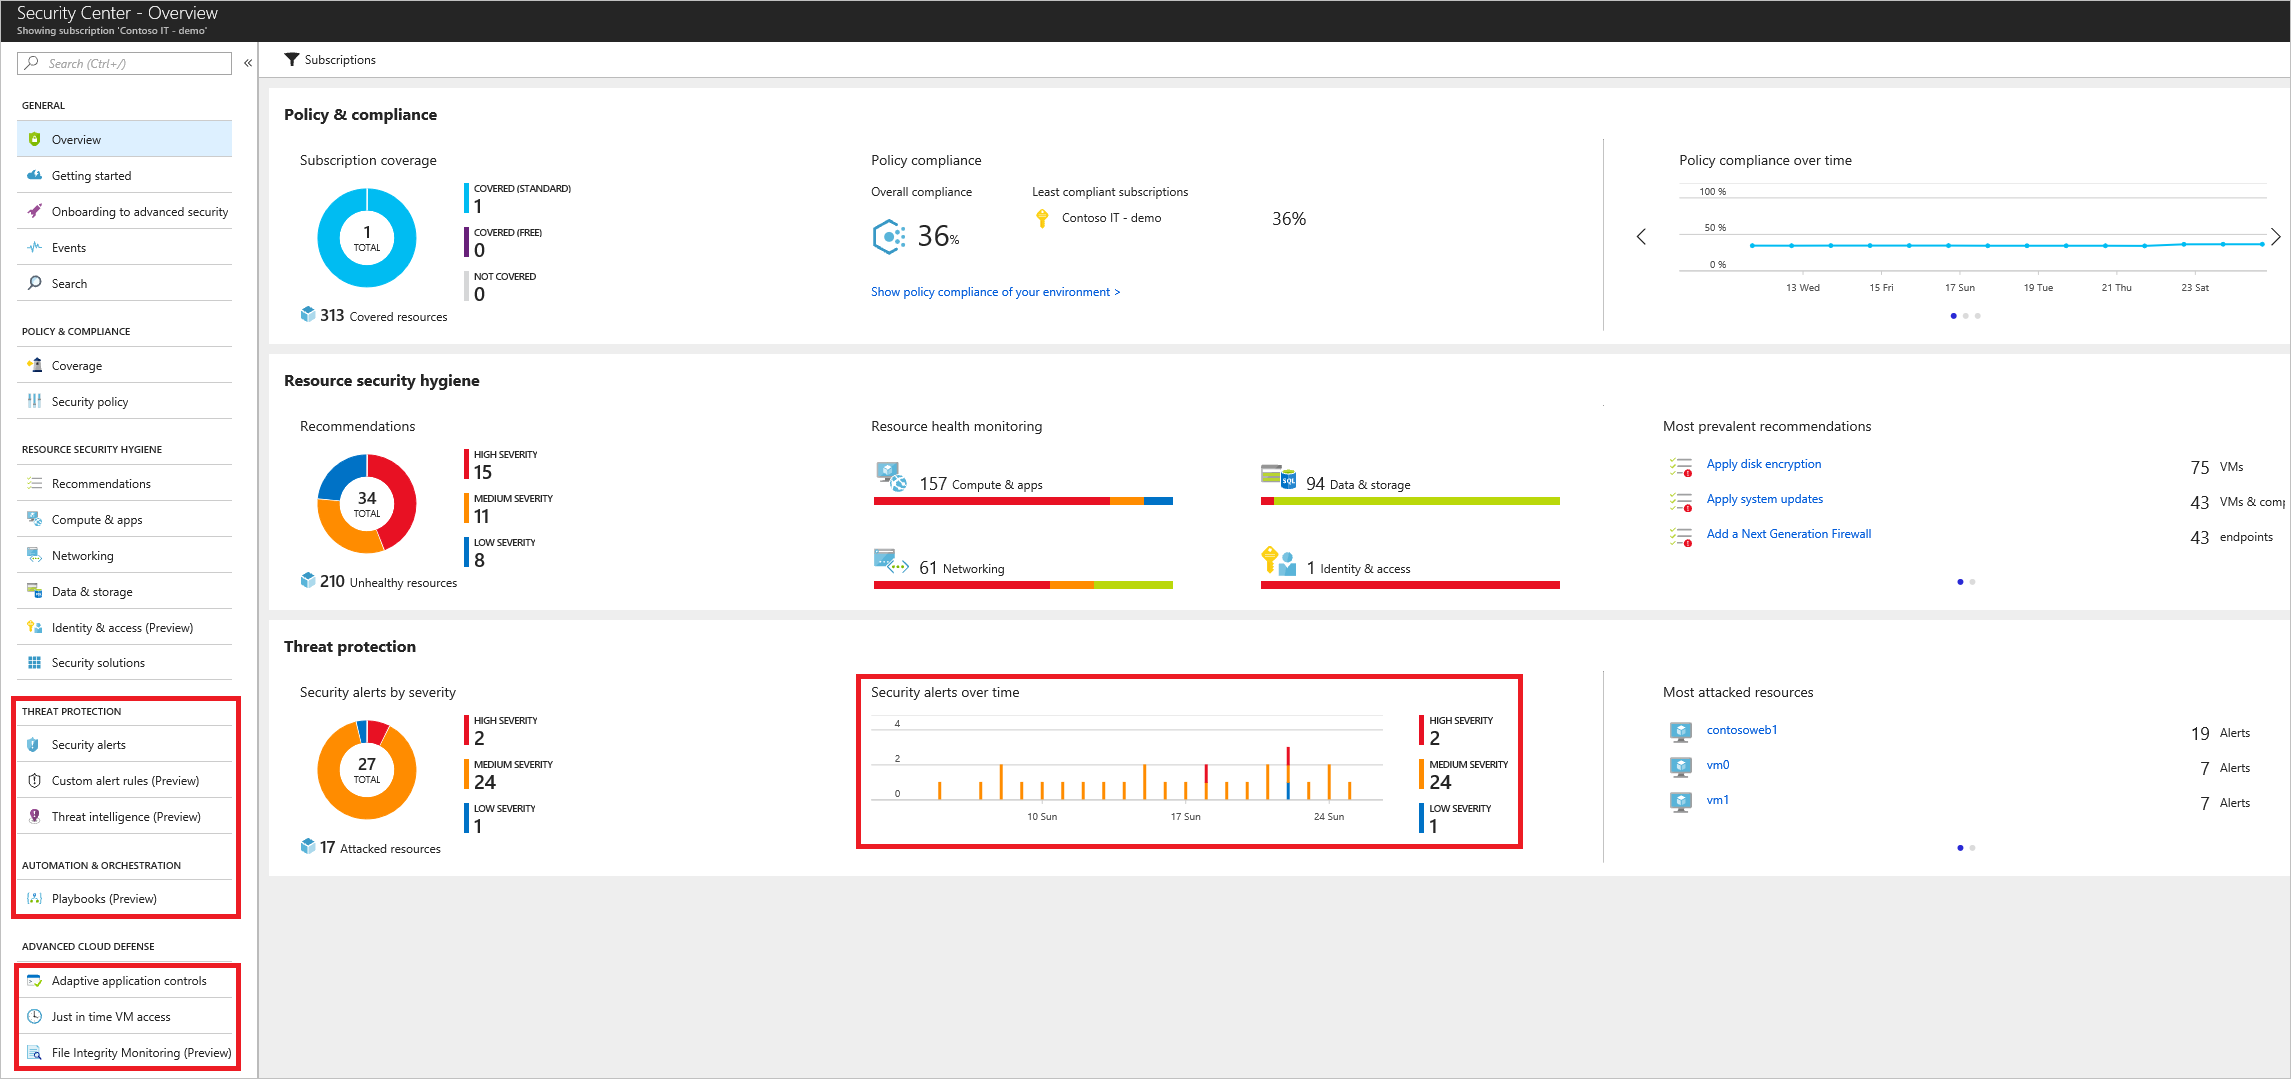 Security Center - Overview
Showing subscription 'Contoso IT - demo'
Search (Ctrl+/)
«
GENERAL
Overview
Getting started
Onboarding to advanced security
Events
Search
POLICY & COMPLIANCE
Coverage
Security policy
RESOURCE SECURITY HYGIENE
Recommendations
Compute & apps
Networking
Data & storage
Identity & access (Preview)
Security solutions
THREAT PROTECTION
Security alerts
Custom alert rules (Preview)
Threat intelligence (Preview)
AUTOMATION & ORCHESTRATION
Playbooks (Preview)
ADVANCED CLOUD DEFENSE
Adaptive application controls
Just in time VM access
File Integrity Monitoring (Preview)
Subscriptions
Policy & compliance
Subscription coverage
1
TOTAL
COVERED (STANDARD)
1
COVERED (FREE)
0
NOT COVERED
0
313 Covered resources
Policy compliance
Overall compliance
36%
Least compliant subscriptions
Contoso IT - demo 36%
Show policy compliance of your environment >
Policy compliance over time
100 %
50 %
0 %
13 Wed 15 Fri 17 Sun 19 Tue 21 Thu 23 Sat
Resource security hygiene
Recommendations
34
TOTAL
HIGH SEVERITY
15
MEDIUM SEVERITY
11
LOW SEVERITY
8
210 Unhealthy resources
Resource health monitoring
157 Compute & apps
94 Data & storage
SQL
61 Networking
1 Identity & access
Most prevalent recommendations
Apply disk encryption 75 VMs
Apply system updates 43 VMs & comp
Add a Next Generation Firewall 43 endpoints
Threat protection
Security alerts by severity
27
TOTAL
HIGH SEVERITY
2
MEDIUM SEVERITY
24
LOW SEVERITY
1
17 Attacked resources
Security alerts over time
4
2
0
10 Sun 17 Sun 24 Sun
HIGH SEVERITY
2
MEDIUM SEVERITY
24
LOW SEVERITY
1
Most attacked resources
contosoweb1 19 Alerts
vm0 7 Alerts
vm1 7 Alerts